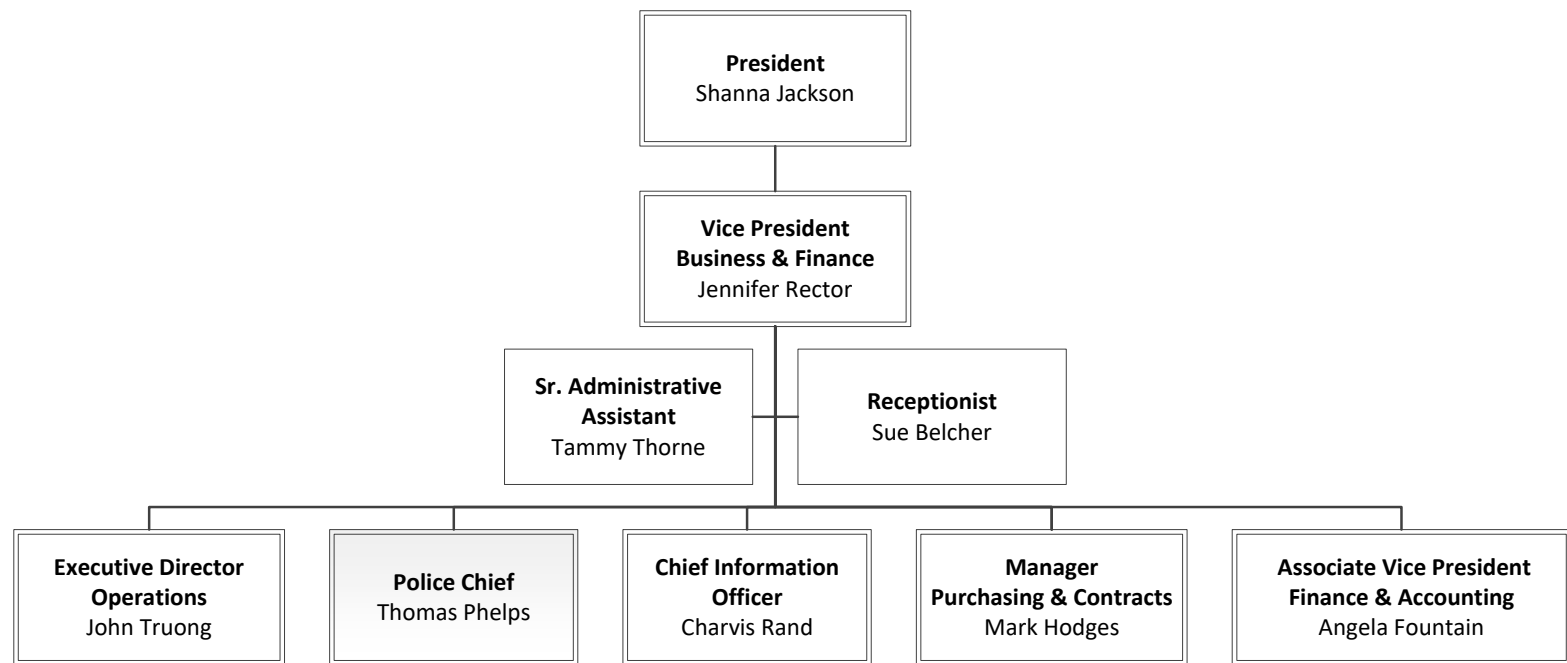 President
Shanna Jackson
Vice President
Business & Finance
Jennifer Rector
Sr. Administrative
Assistant
Tammy Thorne
Receptionist
Sue Belcher
Executive Director
Operations
John Truong
Police Chief
Thomas Phelps
Chief Information
Officer
Charvis Rand
Manager
Purchasing & Contracts
Mark Hodges
Associate Vice President
Finance & Accounting
Angela Fountain